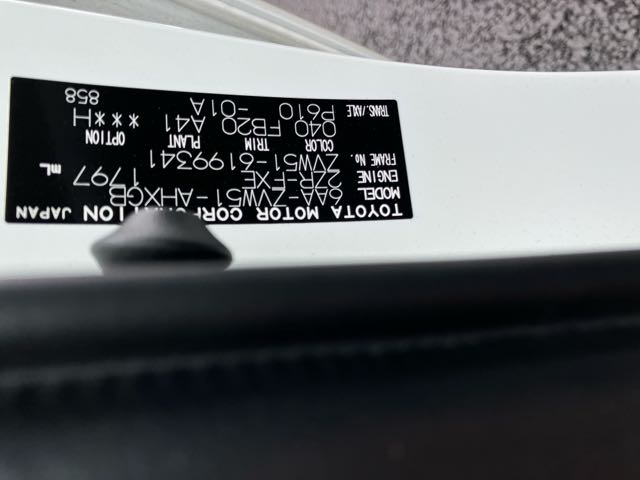 TOYOTA MOTOR CORPORATION JAPAN
MODEL 6AA-ZVW51-AHXGB
ENGINE 2ZR-FXE 1797 mL
FRAME No. ZVW51-6199341
COLOR TRIM PLANT OPTION
040 FB20 A41 ***H
TRANS./AXLE P610 -01A 858